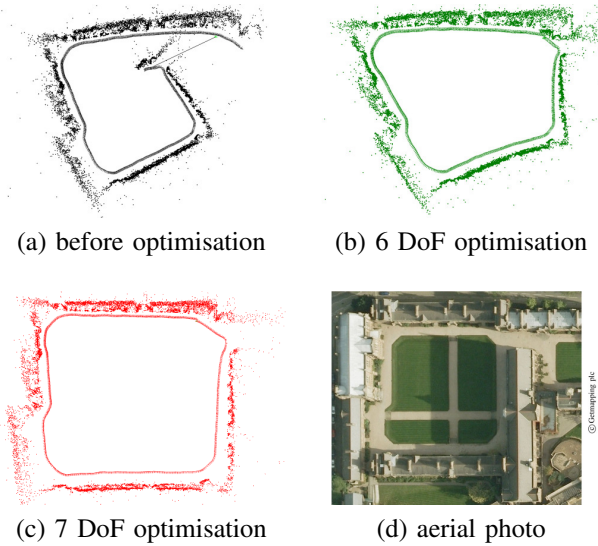 (a) before optimisation
(b) 6 DoF optimisation
© Getmapping plc
(c) 7 DoF optimisation
(d) aerial photo